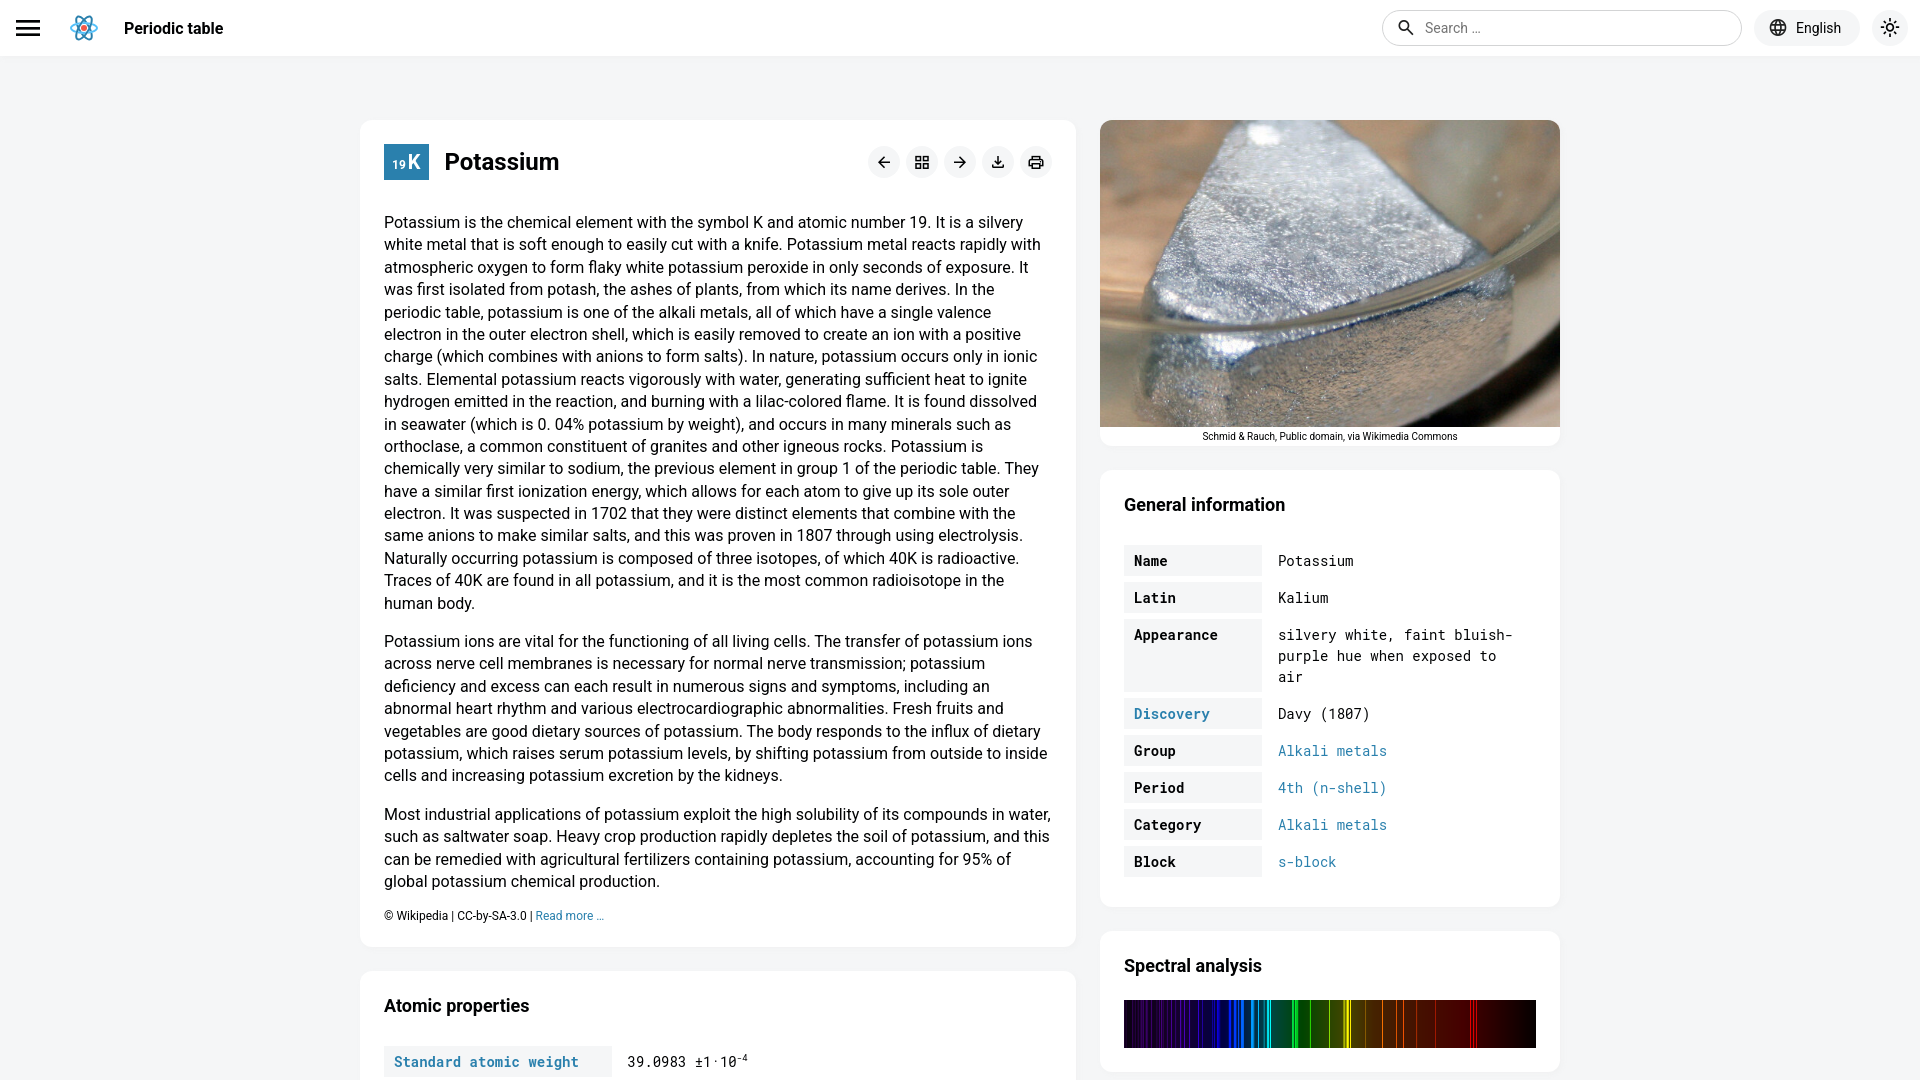 Periodic table
Search ...
English
19 K
Potassium
Potassium is the chemical element with the symbol K and atomic number 19. It is a silvery
white metal that is soft enough to easily cut with a knife. Potassium metal reacts rapidly with
atmospheric oxygen to form flaky white potassium peroxide in only seconds of exposure. It
was first isolated from potash, the ashes of plants, from which its name derives. In the
periodic table, potassium is one of the alkali metals, all of which have a single valence
electron in the outer electron shell, which is easily removed to create an ion with a positive
charge (which combines with anions to form salts). In nature, potassium occurs only in ionic
salts. Elemental potassium reacts vigorously with water, generating sufficient heat to ignite
hydrogen emitted in the reaction, and burning with a lilac-colored flame. It is found dissolved
in seawater (which is 0. 04% potassium by weight), and occurs in many minerals such as
orthoclase, a common constituent of granites and other igneous rocks. Potassium is
chemically very similar to sodium, the previous element in group 1 of the periodic table. They
have a similar first ionization energy, which allows for each atom to give up its sole outer
electron. It was suspected in 1702 that they were distinct elements that combine with the
same anions to make similar salts, and this was proven in 1807 through using electrolysis.
Naturally occurring potassium is composed of three isotopes, of which 40K is radioactive.
Traces of 40K are found in all potassium, and it is the most common radioisotope in the
human body.
Potassium ions are vital for the functioning of all living cells. The transfer of potassium ions
across nerve cell membranes is necessary for normal nerve transmission; potassium
deficiency and excess can each result in numerous signs and symptoms, including an
abnormal heart rhythm and various electrocardiographic abnormalities. Fresh fruits and
vegetables are good dietary sources of potassium. The body responds to the influx of dietary
potassium, which raises serum potassium levels, by shifting potassium from outside to inside
cells and increasing potassium excretion by the kidneys.
Most industrial applications of potassium exploit the high solubility of its compounds in water,
such as saltwater soap. Heavy crop production rapidly depletes the soil of potassium, and this
can be remedied with agricultural fertilizers containing potassium, accounting for 95% of
global potassium chemical production.
© Wikipedia | CC-by-SA-3.0 | Read more ...
Atomic properties
Standard atomic weight 39.0983 ±1·10⁻⁴
Schmid & Rauch, Public domain, via Wikimedia Commons
General information
Name Potassium
Latin Kalium
Appearance silvery white, faint bluish-
purple hue when exposed to
air
Discovery Davy (1807)
Group Alkali metals
Period 4th (n-shell)
Category Alkali metals
Block s-block
Spectral analysis